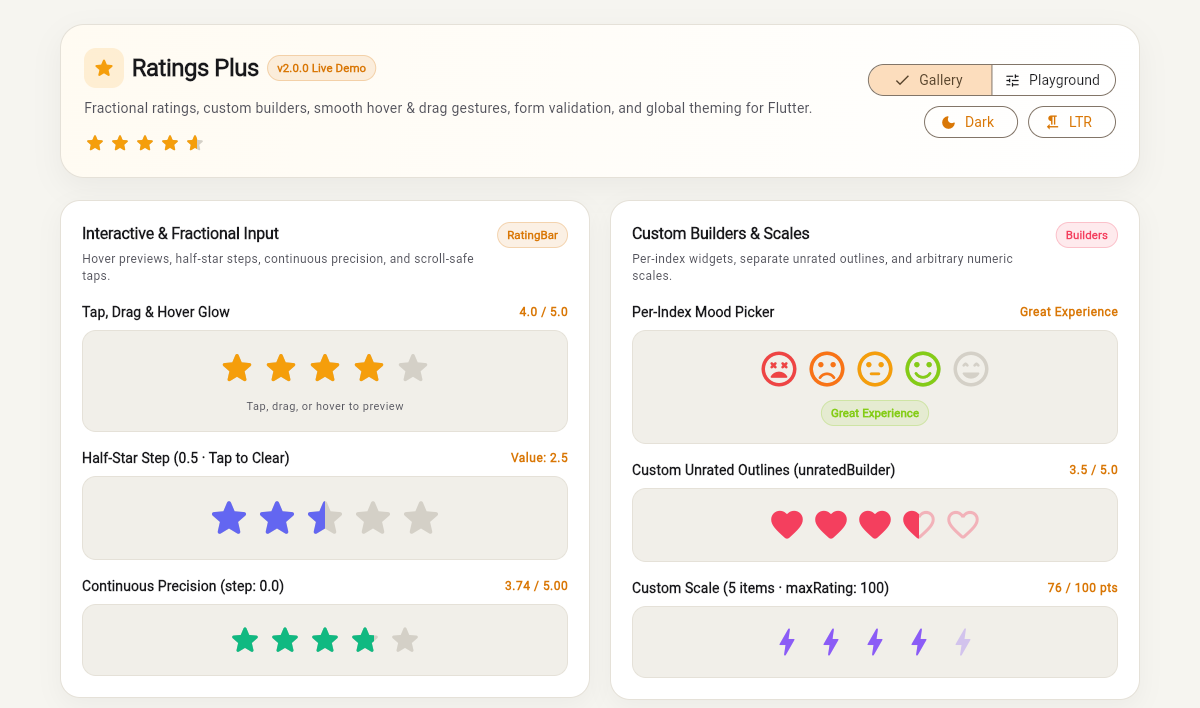 Ratings Plus
v2.0.0 Live Demo
Fractional ratings, custom builders, smooth hover & drag gestures, form validation, and global theming for Flutter.
Gallery
Playground
Dark
LTR
Interactive & Fractional Input
RatingBar
Hover previews, half-star steps, continuous precision, and scroll-safe
taps.
Tap, Drag & Hover Glow
4.0 / 5.0
Tap, drag, or hover to preview
Half-Star Step (0.5 · Tap to Clear)
Value: 2.5
Continuous Precision (step: 0.0)
3.74 / 5.00
Custom Builders & Scales
Builders
Per-index widgets, separate unrated outlines, and arbitrary numeric
scales.
Per-Index Mood Picker
Great Experience
Great Experience
Custom Unrated Outlines (unratedBuilder)
3.5 / 5.0
Custom Scale (5 items · maxRating: 100)
76 / 100 pts